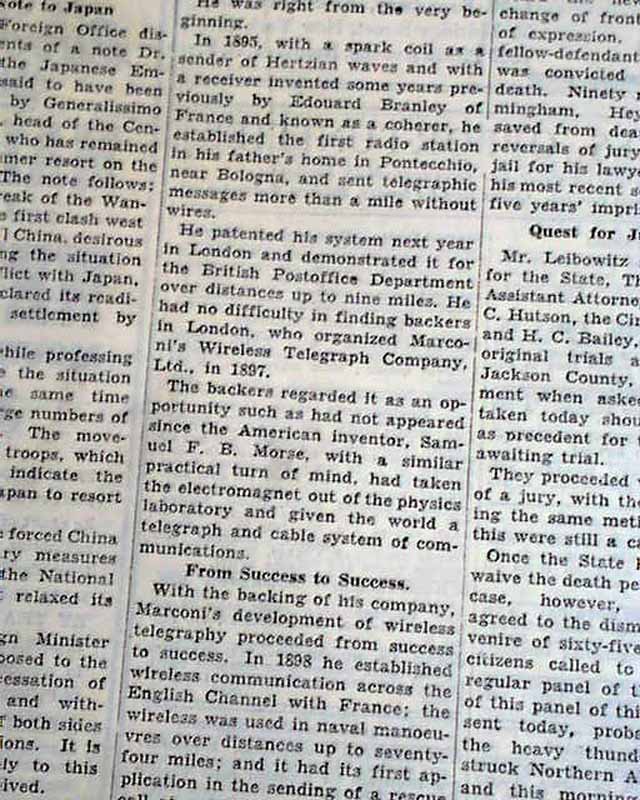 ote to Japan
Foreign Office dis-
ents of a note Dr.
the Japanese Em-
said to have been
by Generalissimo
, head of the Cen-
who has remained
mer resort on the
The note follows:
reak of the Wan-
e first clash west
China, desirous
ng the situation
flict with Japan,
clared its readi-
settlement by
while professing
e the situation
e same time
rge numbers of
. The move-
troops, which
indicate the
apan to resort
forced China
ry measures
the National
relaxed its
gn Minister
posed to the
cessation of
and with-
f both sides
ions. It is
ly to this
ived.
He was right from the very be-
ginning.
In 1895, with a spark coil as a
sender of Hertzian waves and with
a receiver invented some years pre-
viously by Edouard Branley of
France and known as a coherer, he
established the first radio station
in his father's home in Pontecchio,
near Bologna, and sent telegraphic
messages more than a mile without
wires.
He patented his system next year
in London and demonstrated it for
the British Postoffice Department
over distances up to nine miles. He
had no difficulty in finding backers
in London, who organized Marco-
ni's Wireless Telegraph Company,
Ltd., in 1897.
The backers regarded it as an op-
portunity such as had not appeared
since the American inventor, Sam-
uel F. B. Morse, with a similar
practical turn of mind, had taken
the electromagnet out of the physics
laboratory and given the world a
telegraph and cable system of com-
munications.
From Success to Success.
With the backing of his company,
Marconi's development of wireless
telegraphy proceeded from success
to success. In 1898 he established
wireless communication across the
English Channel with France; the
wireless was used in naval manoeu-
vres over distances up to seventy-
four miles; and it had its first ap-
plication in the sending of a rescue
change of fron
of expression.
fellow-defendant
was convicted
death. Ninety
mingham, Hey
saved from dea
reversals of jury
jail for his lawye
his most recent s
five years' impri
Quest for J
Mr. Leibowitz
for the State, Th
Assistant Attorne
C. Hutson, the Cir
and H. C. Bailey,
original trials a
Jackson County,
ment when aske
taken today shou
as precedent for
awaiting trial.
They proceeded
of a jury, with the
ing the same meth
this were still a ca
Once the State
waive the death pe
case, however,
agreed to the dism
venire of sixty-five
citizens called to
regular panel of t
of this panel of thi
sent today, proba
the heavy thund
struck Northern A
and this morning